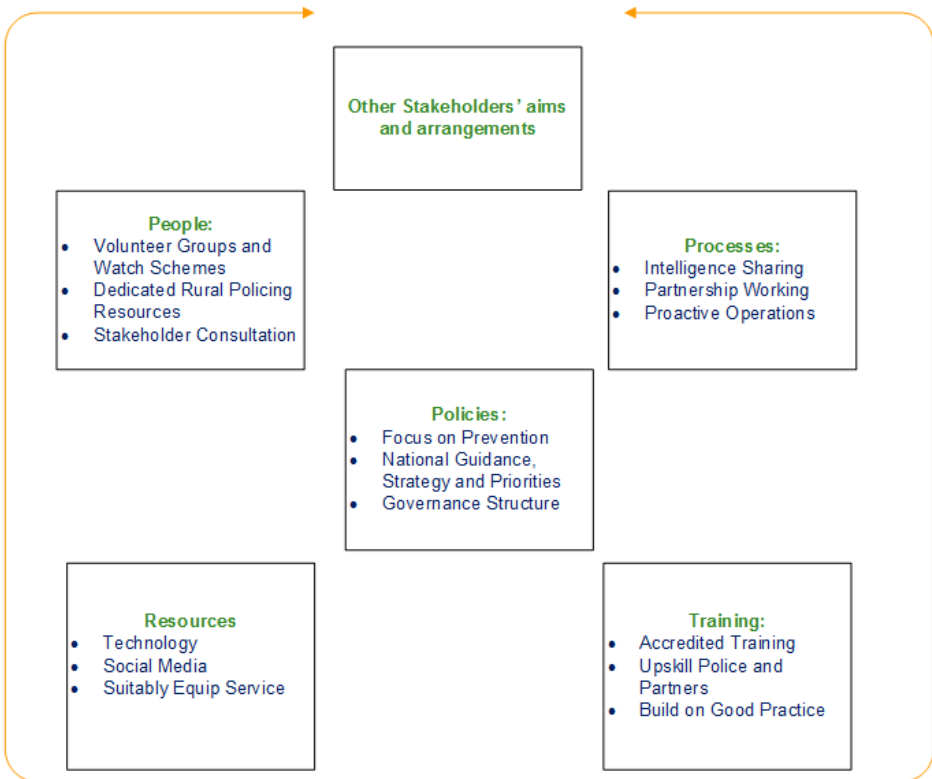 Other Stakeholders’ aims
and arrangements
People:
• Volunteer Groups and
Watch Schemes
• Dedicated Rural Policing
Resources
• Stakeholder Consultation
Processes:
• Intelligence Sharing
• Partnership Working
• Proactive Operations
Policies:
• Focus on Prevention
• National Guidance,
Strategy and Priorities
• Governance Structure
Resources
• Technology
• Social Media
• Suitably Equip Service
Training:
• Accredited Training
• Upskill Police and
Partners
• Build on Good Practice